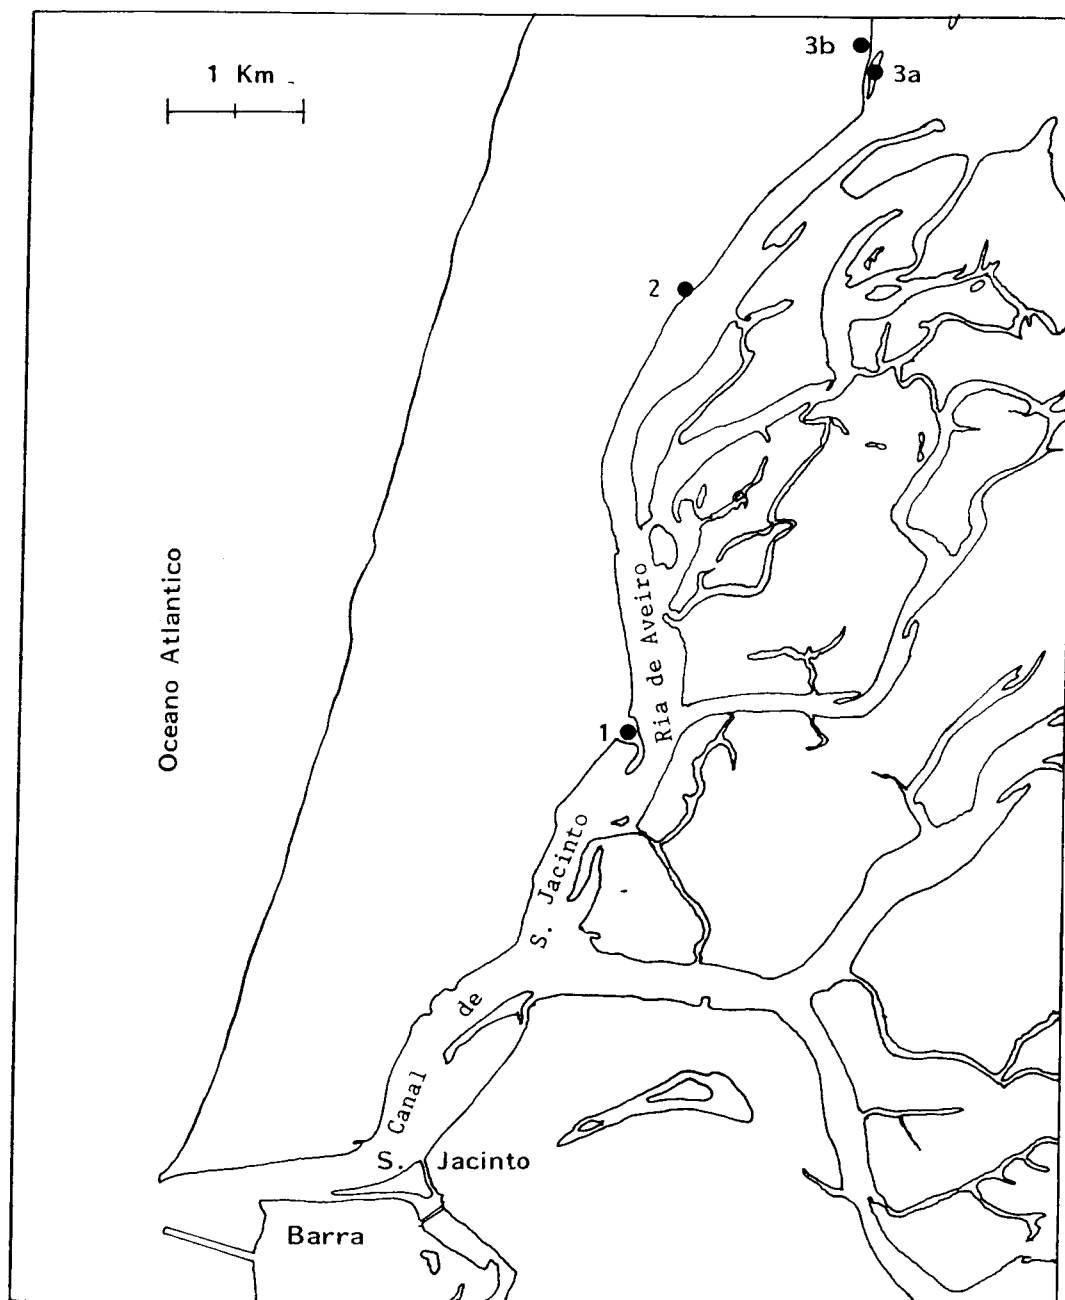 3b
1 Km
3a
2
Oceano Atlantico
Ria de Aveiro
1
Canal de S. Jacinto
S. Jacinto
Barra